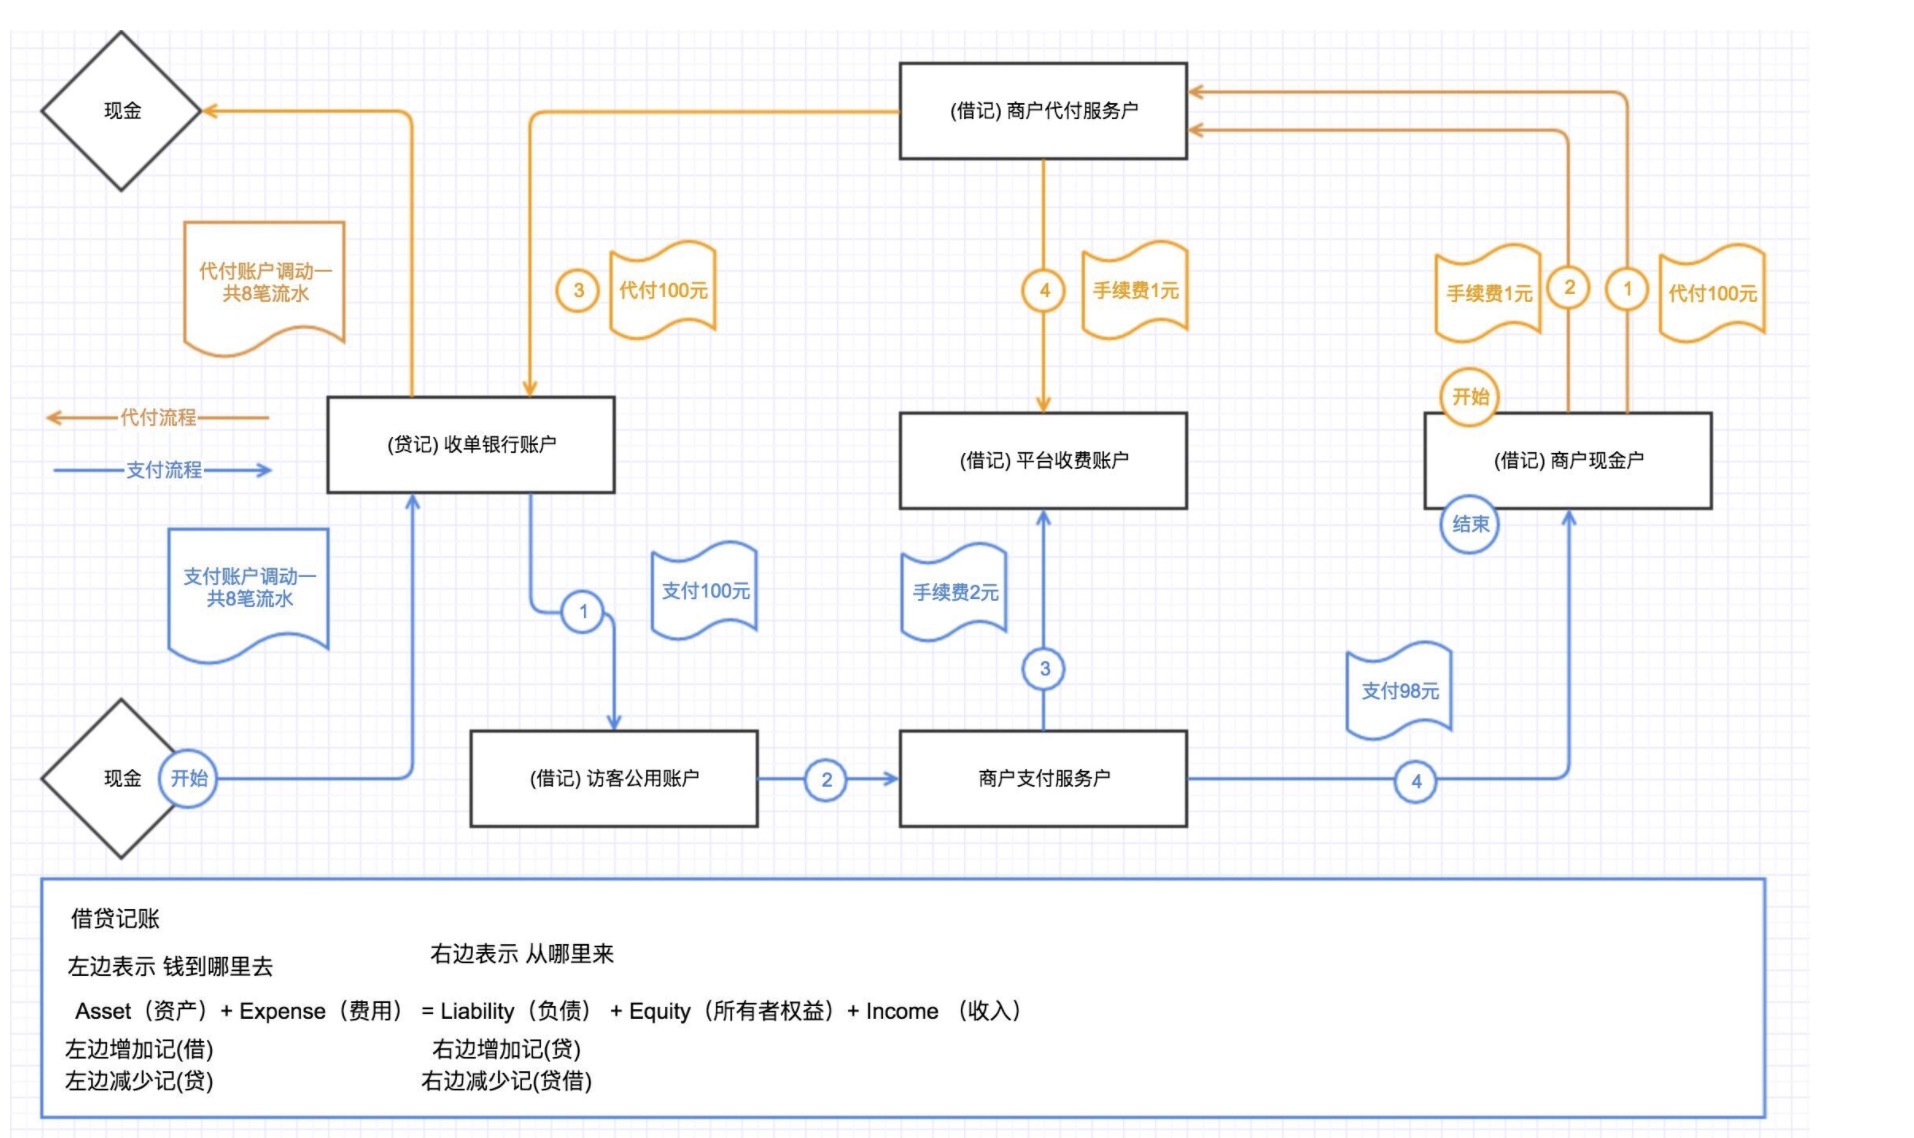 现金
(借记) 商户代付服务户
代付账户调动一
共8笔流水
3
代付100元
4
手续费1元
手续费1元
2
1
代付100元
开始
代付流程
支付流程
(贷记) 收单银行账户
(借记) 平台收费账户
(借记) 商户现金户
结束
支付账户调动一
共8笔流水
1
支付100元
手续费2元
3
支付98元
现金
开始
(借记) 访客公用账户
2
商户支付服务户
4
借贷记账
左边表示 钱到哪里去
右边表示 从哪里来
Asset（资产）+ Expense（费用） = Liability（负债） + Equity（所有者权益）+ Income （收入）
左边增加记(借)
右边增加记(贷)
左边减少记(贷)
右边减少记(贷借)